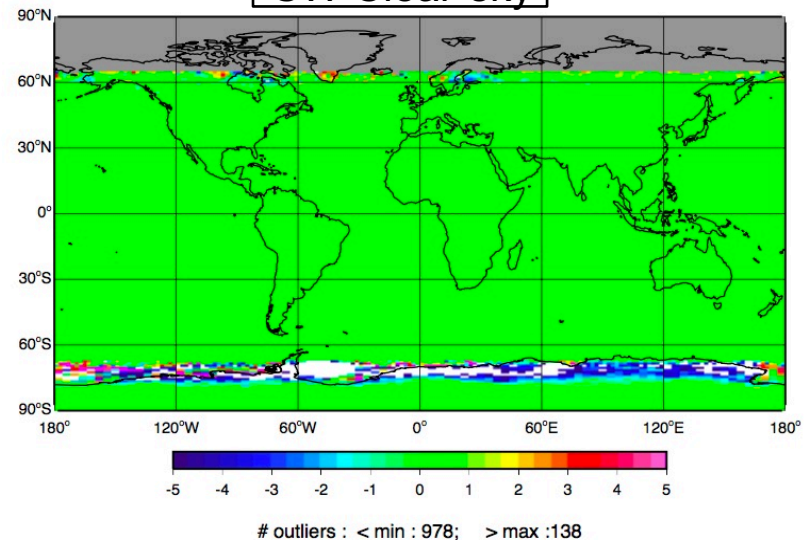 90°N
60°N
30°N
0°
30°S
60°S
90°S
180° 120°W 60°W 0° 60°E 120°E 180°
-5 -4 -3 -2 -1 0 1 2 3 4 5
# outliers : < min : 978; > max :138